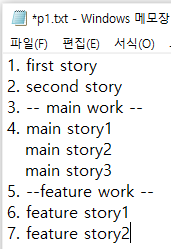 *p1.txt - Windows 메모장
파일(F) 편집(E) 서식(O)
1. first story
2. second story
3. -- main work --
4. main story1
main story2
main story3
5. --feature work --
6. feature story1
7. feature story2